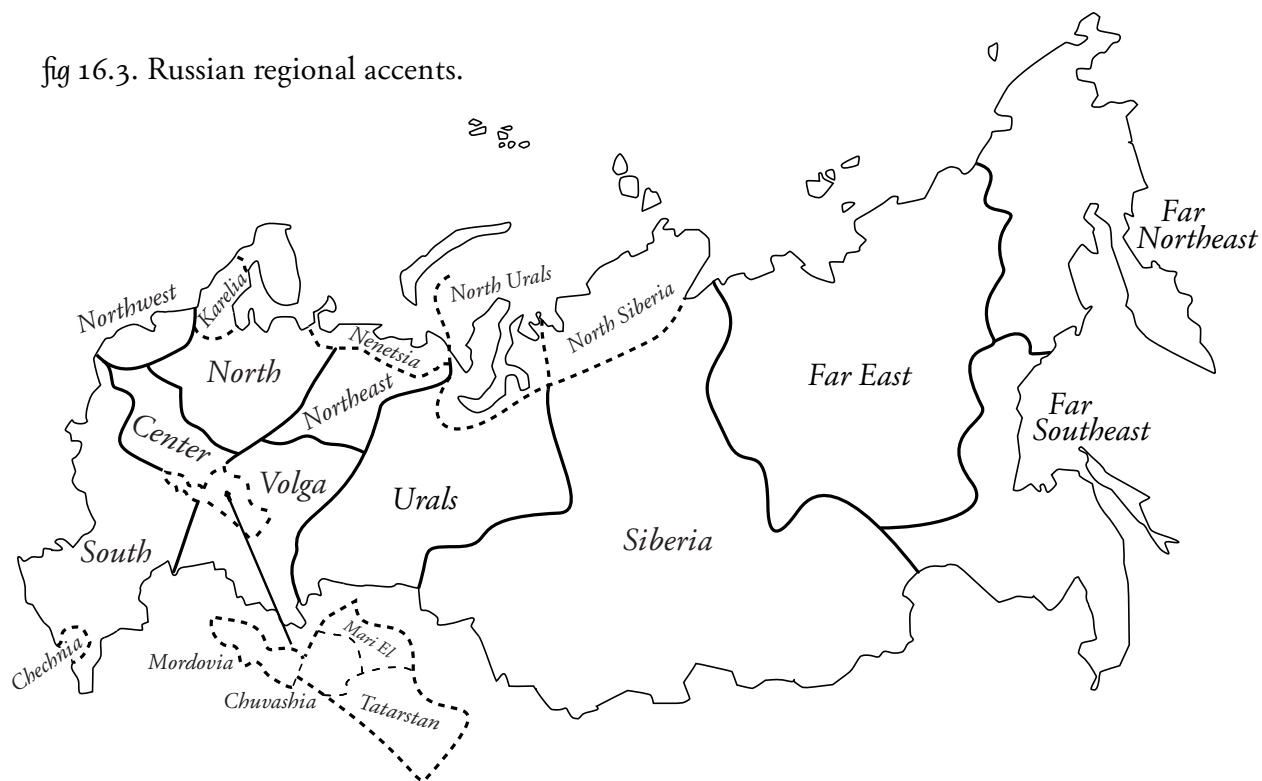 fig 16.3. Russian regional accents.
Far
Northeast
North Urals
Northwest
Karelia
North Siberia
Nenetsia
North
Far East
Northeast
Far
Southeast
Center
Volga
Urals
Siberia
South
Mari El
Chechnia
Mordovia
Chuvashia
Tatarstan